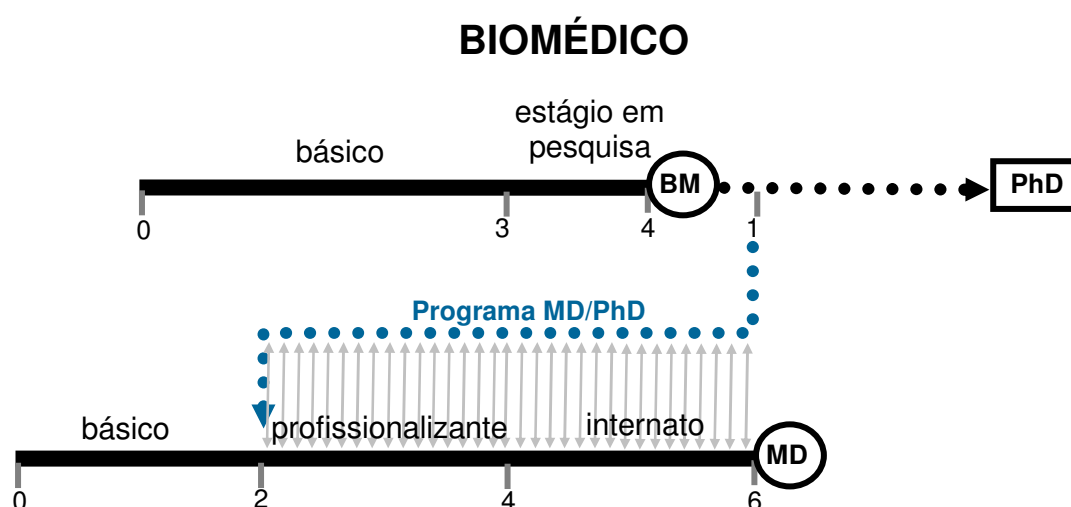 BIOMÉDICO
estágio em
básico
pesquisa
BM
PhD
0
3
4
1
Programa MD/PhD
básico
profissionalizante
internato
MD
0
2
4
6